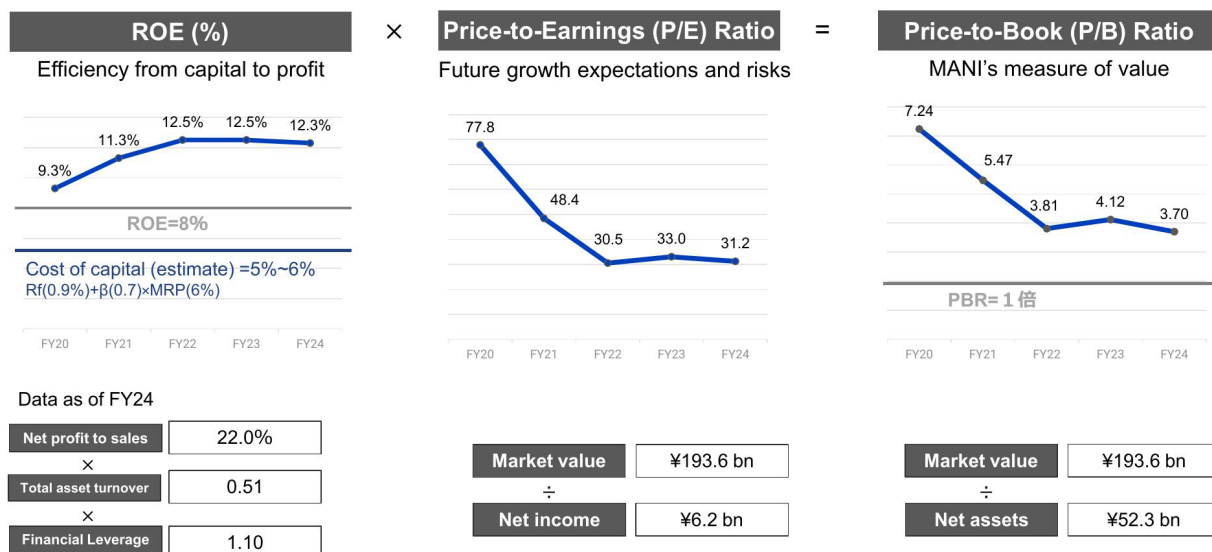 ROE (%)
×
Price-to-Earnings (P/E) Ratio
=
Price-to-Book (P/B) Ratio
Efficiency from capital to profit
Future growth expectations and risks
MANI's measure of value
9.3%
11.3%
12.5%
12.5%
12.3%
ROE=8%
Cost of capital (estimate) =5%~6%
Rf(0.9%)+β(0.7)×MRP(6%)
FY20
FY21
FY22
FY23
FY24
77.8
48.4
30.5
33.0
31.2
FY20
FY21
FY22
FY23
FY24
7.24
5.47
3.81
4.12
3.70
PBR= 1 倍
FY20
FY21
FY22
FY23
FY24
Data as of FY24
Net profit to sales
22.0%
×
Total asset turnover
0.51
×
Financial Leverage
1.10
Market value
¥193.6 bn
÷
Net income
¥6.2 bn
Market value
¥193.6 bn
÷
Net assets
¥52.3 bn